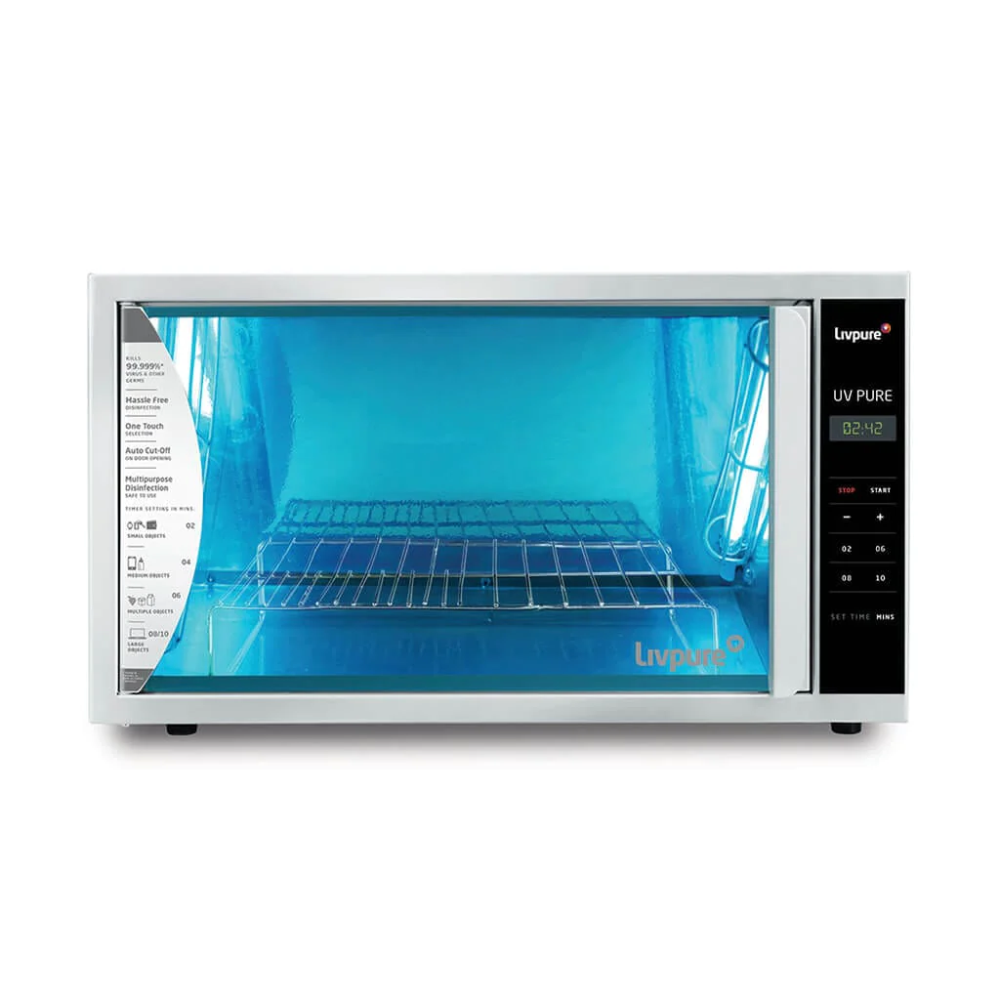 KILLS
99.999%*
VIRUS & OTHER
GERMS
Hassle Free
DISINFECTION
One Touch
SELECTION
Auto Cut-Off
ON DOOR OPENING
Multipurpose
Disinfection
SAFE TO USE
TIMER SETTING IN MINS.
02
SMALL OBJECTS
04
MEDIUM OBJECTS
06
MULTIPLE OBJECTS
08/10
LARGE
OBJECTS
Livpure
Livpure
UV PURE
02:42
STOP START
− +
02 06
08 10
SET TIME MINS